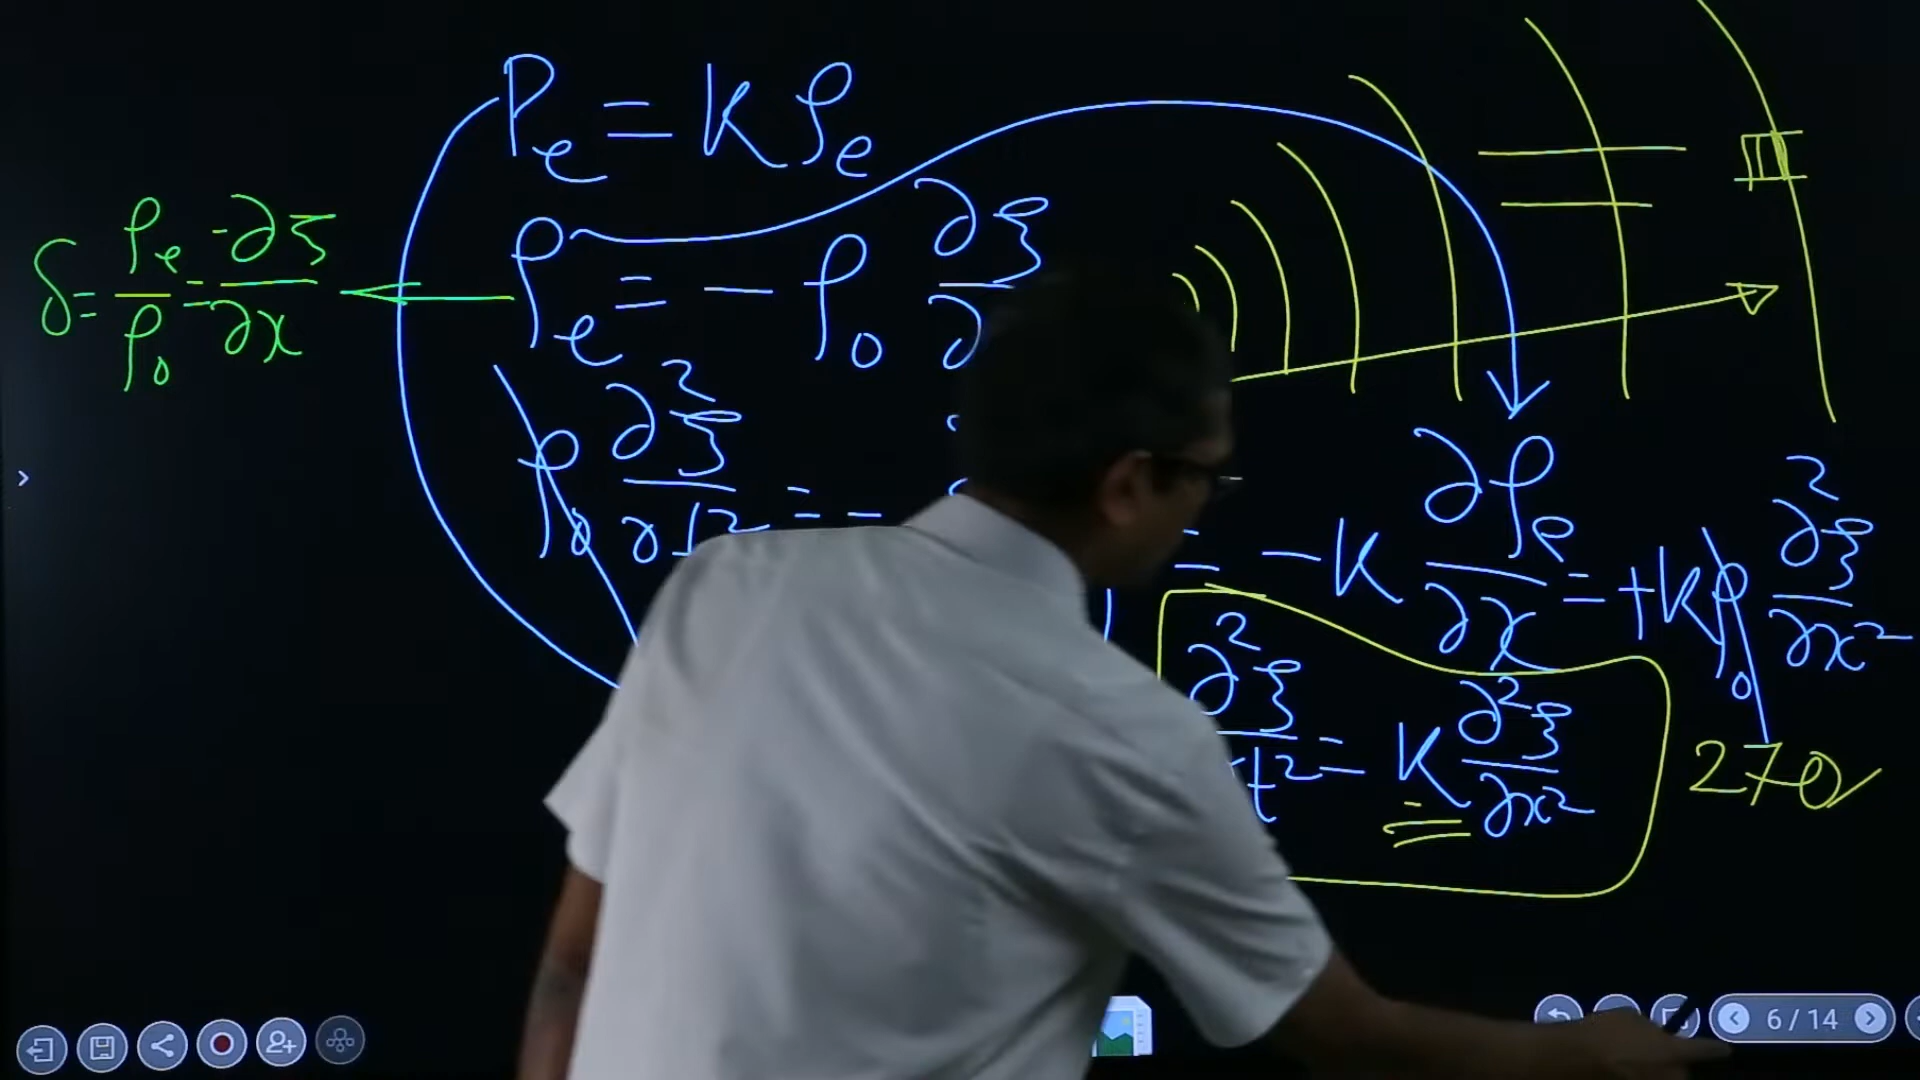 Pₑ = Kρₑ
δ = ρₑ/ρ₀ = -∂ξ/∂x
ρₑ = -ρ₀ ∂ξ/∂
ρ₀ ∂²ξ/∂t² = -
= -K ∂ρₑ/∂x = +Kρ₀ ∂²ξ/∂x²
∂²ξ/∂t² = K ∂²ξ/∂x²
270
6 / 14